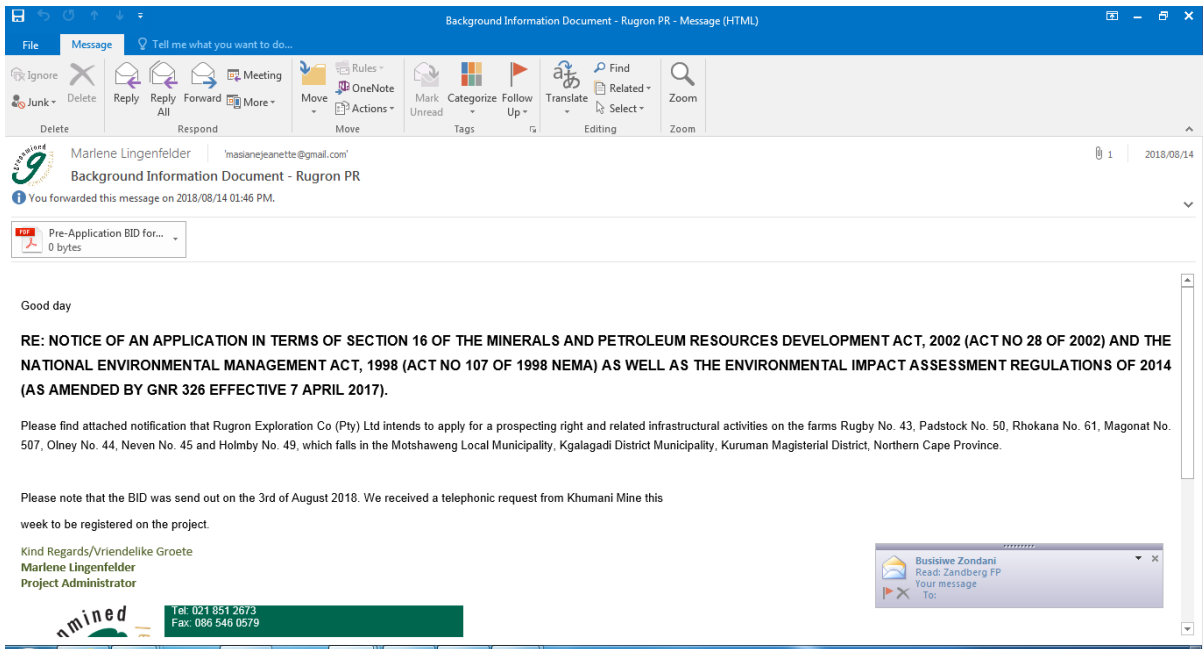 Background Information Document - Rugron PR - Message (HTML)
File Message Tell me what you want to do...
Ignore
Junk
Delete
Reply
Reply All
Forward
Meeting
More
Move
Rules
OneNote
Actions
Mark Unread
Categorize
Follow Up
Translate
Find
Related
Select
Zoom
Delete Respond Move Tags Editing Zoom
Marlene Lingenfelder 'masianejeanette@gmail.com' 1 2018/08/14
Background Information Document - Rugron PR
You forwarded this message on 2018/08/14 01:46 PM.
PDF
Pre-Application BID for...
0 bytes
Good day
RE: NOTICE OF AN APPLICATION IN TERMS OF SECTION 16 OF THE MINERALS AND PETROLEUM RESOURCES DEVELOPMENT ACT, 2002 (ACT NO 28 OF 2002) AND THE
NATIONAL ENVIRONMENTAL MANAGEMENT ACT, 1998 (ACT NO 107 OF 1998 NEMA) AS WELL AS THE ENVIRONMENTAL IMPACT ASSESSMENT REGULATIONS OF 2014
(AS AMENDED BY GNR 326 EFFECTIVE 7 APRIL 2017).
Please find attached notification that Rugron Exploration Co (Pty) Ltd intends to apply for a prospecting right and related infrastructural activities on the farms Rugby No. 43, Padstock No. 50, Rhokana No. 61, Magonat No.
507, Olney No. 44, Neven No. 45 and Holmby No. 49, which falls in the Motshaweng Local Municipality, Kgalagadi District Municipality, Kuruman Magisterial District, Northern Cape Province.
Please note that the BID was send out on the 3rd of August 2018. We received a telephonic request from Khumani Mine this
week to be registered on the project.
Kind Regards/Vriendelike Groete
Marlene Lingenfelder
Project Administrator
Tel: 021 851 2673
Fax: 086 546 0579
Busisiwe Zondani
Read: Zandberg FP
Your message
To: